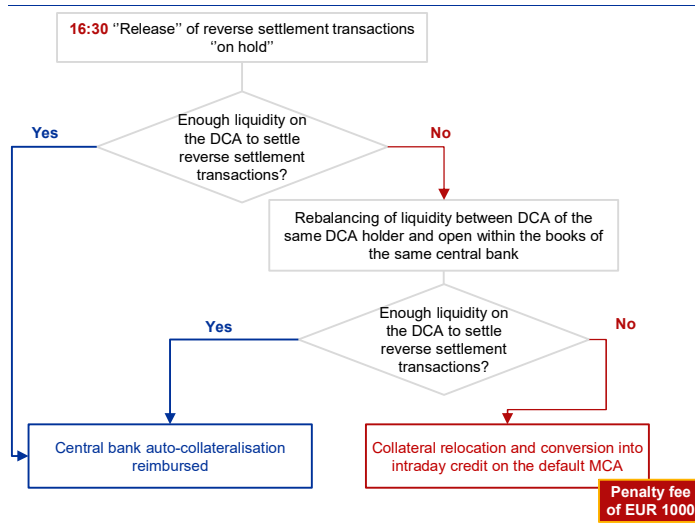 16:30 ‘’Release’’ of reverse settlement transactions
‘’on hold’’
Enough liquidity on
the DCA to settle
reverse settlement
transactions?
Yes
No
Rebalancing of liquidity between DCA of the
same DCA holder and open within the books of
the same central bank
Enough liquidity on
the DCA to settle
reverse settlement
transactions?
Yes
No
Central bank auto-collateralisation
reimbursed
Collateral relocation and conversion into
intraday credit on the default MCA
Penalty fee
of EUR 1000